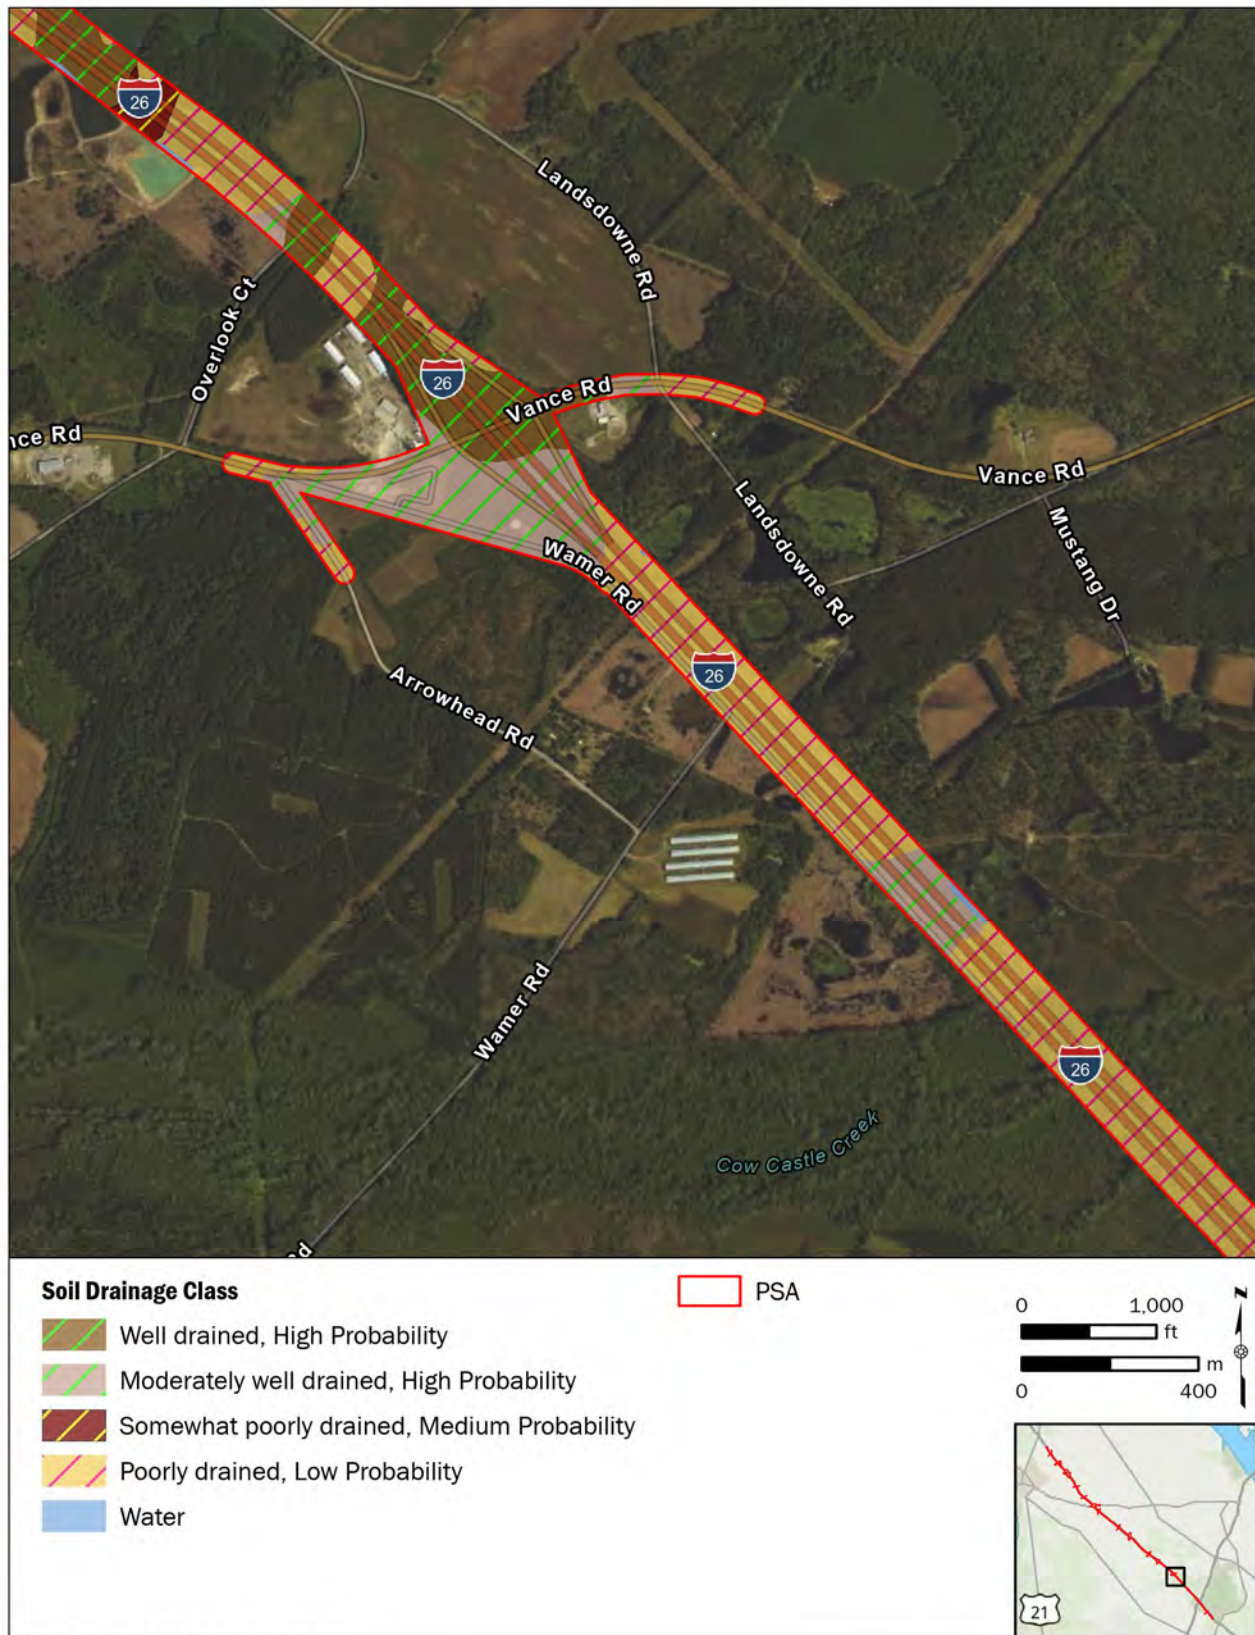 26
Landsdowne Rd
Overlook Ct
26
Vance Rd
nce Rd
Vance Rd
Landsdowne Rd
Mustang Dr
Wamer Rd
26
Arrowhead Rd
Wamer Rd
26
Cow Castle Creek
Rd
Soil Drainage Class
Well drained, High Probability
Moderately well drained, High Probability
Somewhat poorly drained, Medium Probability
Poorly drained, Low Probability
Water
PSA
0 1,000
ft
m
0 400
N
21